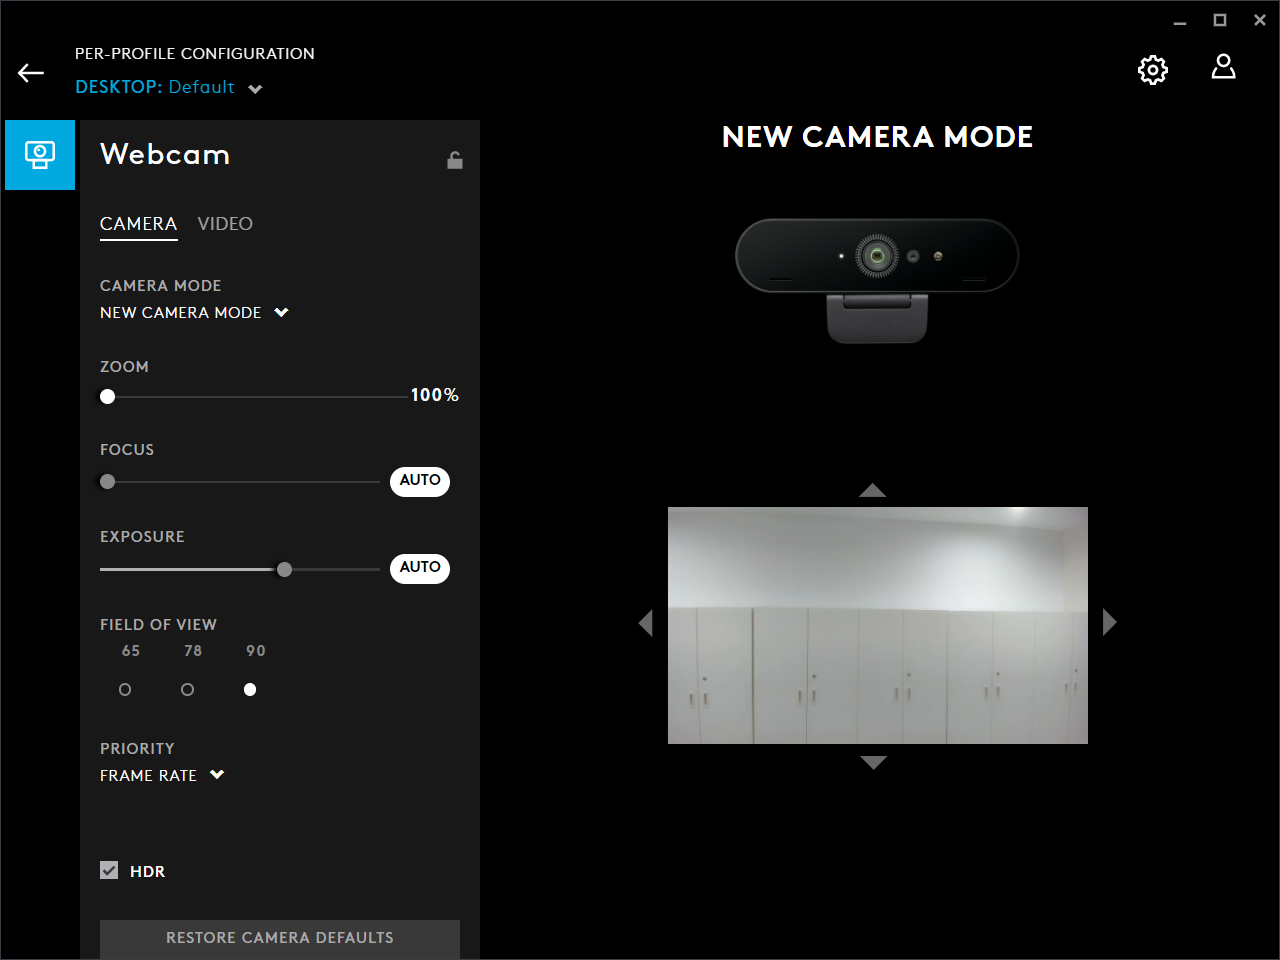 PER-PROFILE CONFIGURATION
DESKTOP: Default
Webcam
CAMERA VIDEO
CAMERA MODE
NEW CAMERA MODE
ZOOM
100%
FOCUS
AUTO
EXPOSURE
AUTO
FIELD OF VIEW
65 78 90
PRIORITY
FRAME RATE
HDR
RESTORE CAMERA DEFAULTS
NEW CAMERA MODE